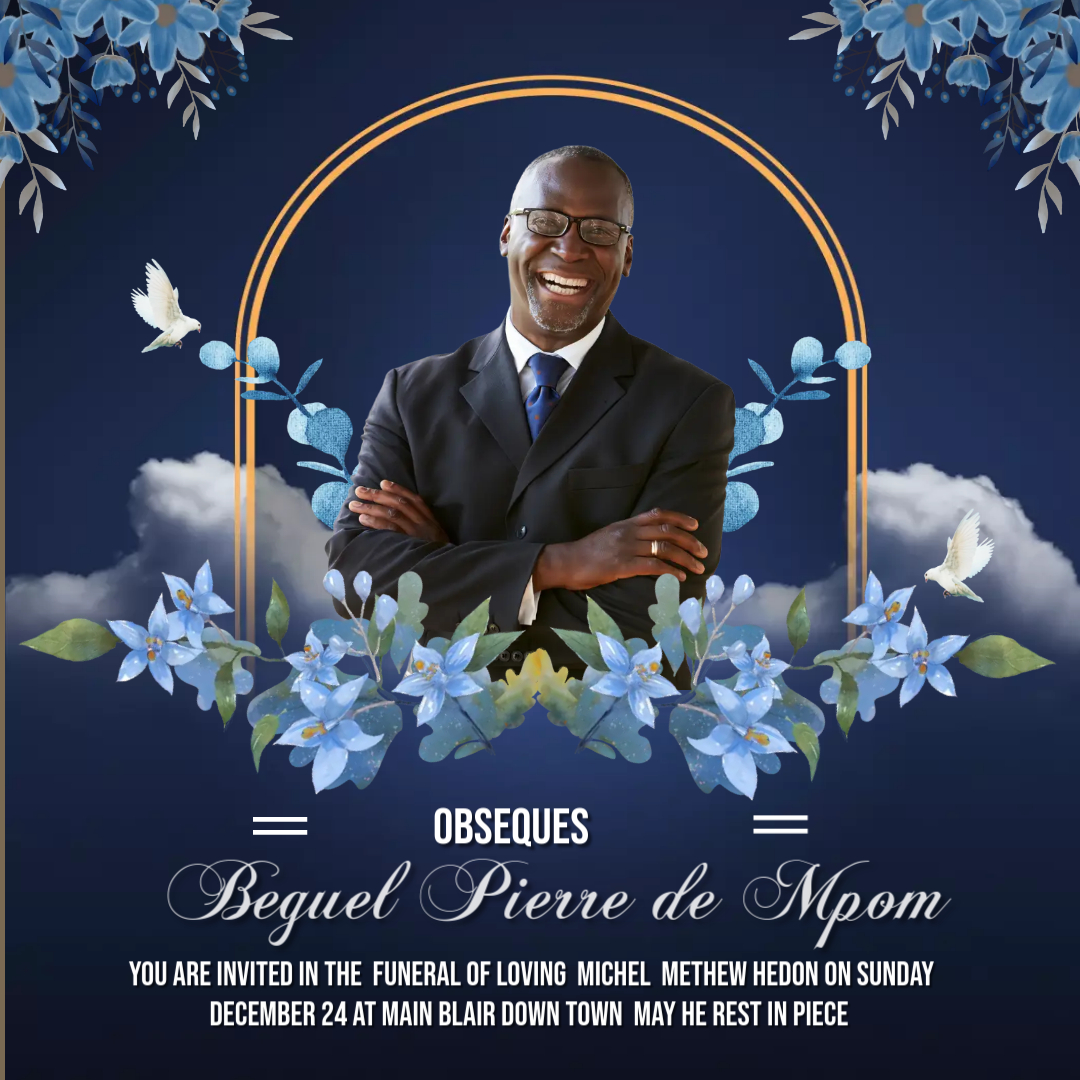 OBSEQUES
Beguel Pierre de Mpom
YOU ARE INVITED IN THE FUNERAL OF LOVING MICHEL METHEW HEDON ON SUNDAY
DECEMBER 24 AT MAIN BLAIR DOWN TOWN MAY HE REST IN PIECE